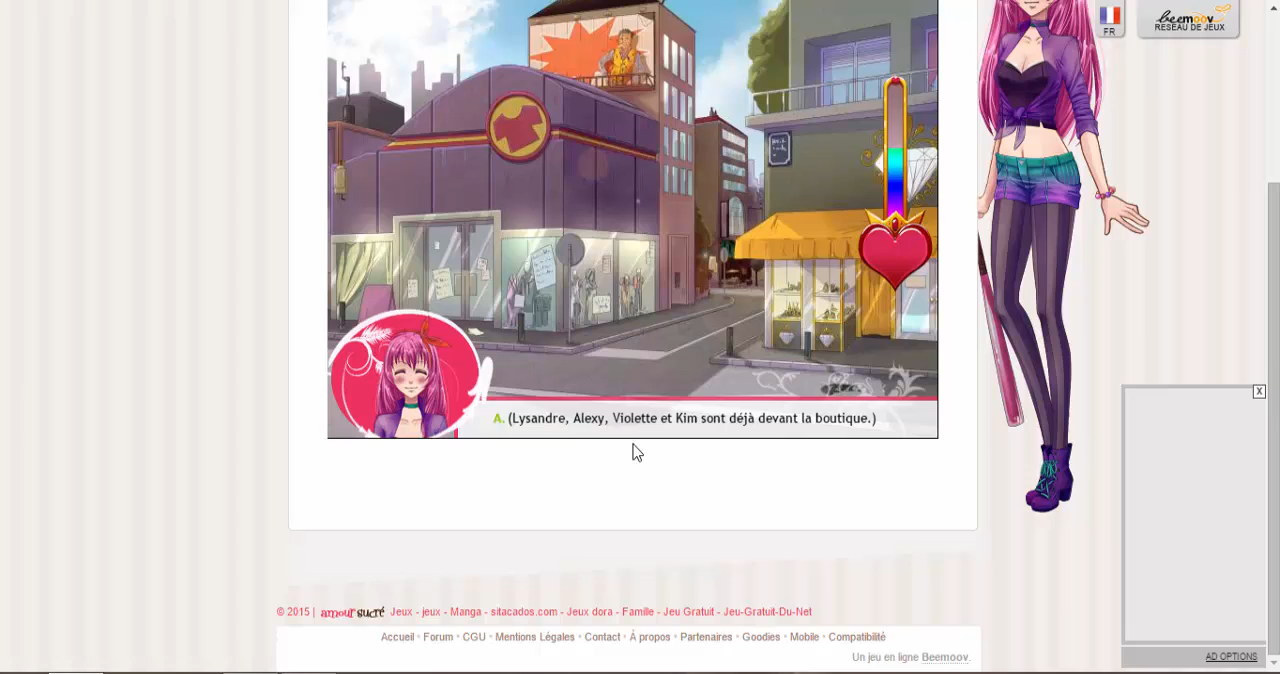 FR
beemoov
RESEAU DE JEUX
A. (Lysandre, Alexy, Violette et Kim sont déjà devant la boutique.)
X
© 2015 | amour sucré Jeux - jeux - Manga - sitacados.com - Jeux dora - Famille - Jeu Gratuit - Jeu-Gratuit-Du-Net
Accueil • Forum • CGU • Mentions Légales • Contact • Á propos • Partenaires • Goodies • Mobile • Compatibilité
Un jeu en ligne Beemoov.
AD OPTIONS